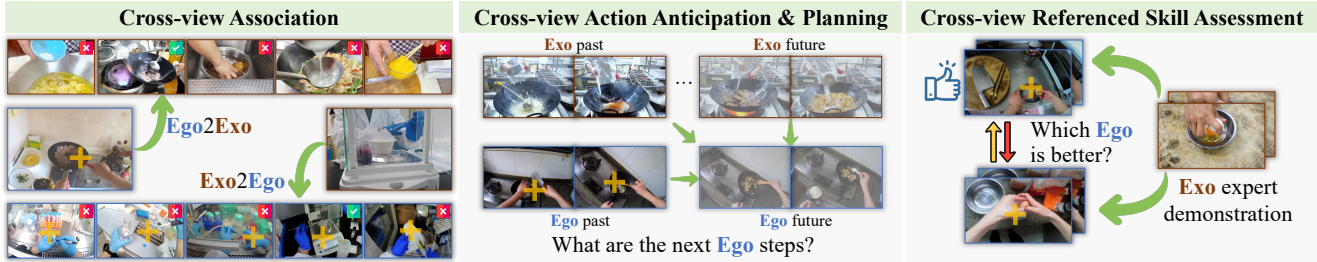 Cross-view Association
Ego2Exo
Exo2Ego
Cross-view Action Anticipation & Planning
Exo past
Exo future
...
Ego past
Ego future
What are the next Ego steps?
Cross-view Referenced Skill Assessment
Which Ego
is better?
Exo expert
demonstration